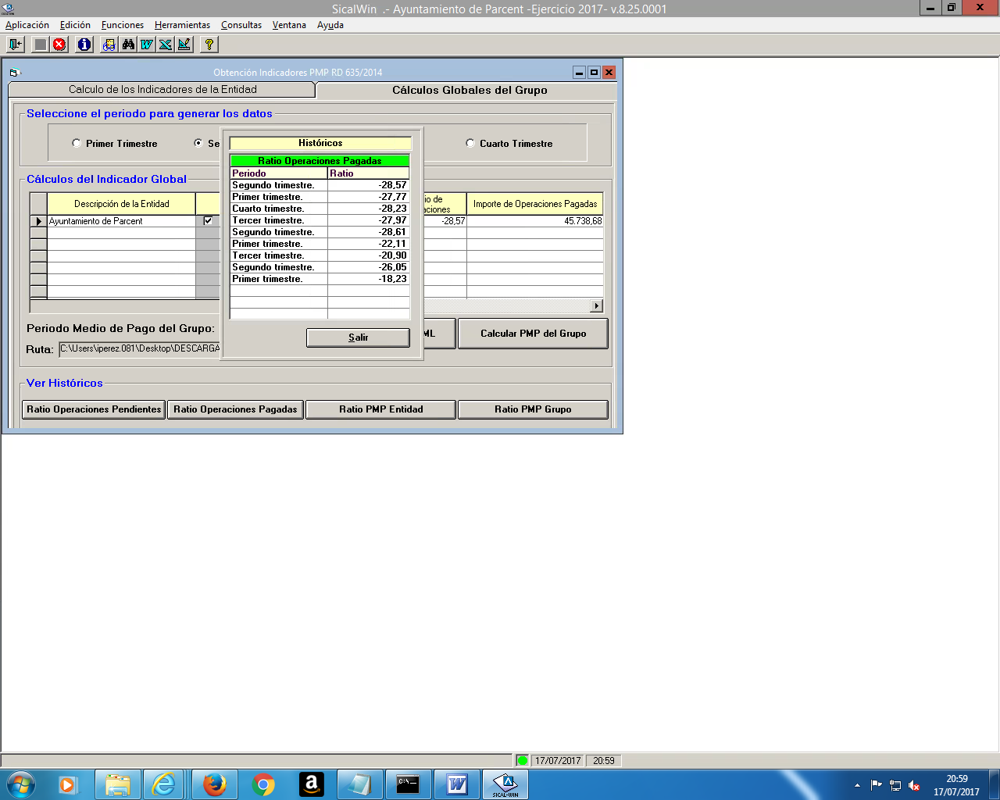 SicalWin .- Ayuntamiento de Parcent -Ejercicio 2017- v.8.25.0001
Aplicación Edición Funciones Herramientas Consultas Ventana Ayuda
Obtención Indicadores PMP RD 635/2014
Calculo de los Indicadores de la Entidad
Cálculos Globales del Grupo
Seleccione el periodo para generar los datos
Primer Trimestre
Se
Cuarto Trimestre
Históricos
Ratio Operaciones Pagadas
Periodo Ratio
Segundo trimestre. -28,57
Primer trimestre. -27,77
Cuarto trimestre. -28,23
Tercer trimestre. -27,97
Segundo trimestre. -28,61
Primer trimestre. -22,11
Tercer trimestre. -20,90
Segundo trimestre. -26,05
Primer trimestre. -18,23
Salir
Cálculos del Indicador Global
Descripción de la Entidad
io de
aciones
Importe de Operaciones Pagadas
Ayuntamiento de Parcent
-28,57
45.738,68
Periodo Medio de Pago del Grupo:
ML
Calcular PMP del Grupo
Ruta: C:\Users\iperez.081\Desktop\DESCARGA
Ver Históricos
Ratio Operaciones Pendientes
Ratio Operaciones Pagadas
Ratio PMP Entidad
Ratio PMP Grupo
17/07/2017 20:59
C:\_
SICAL-WIN
20:59
17/07/2017